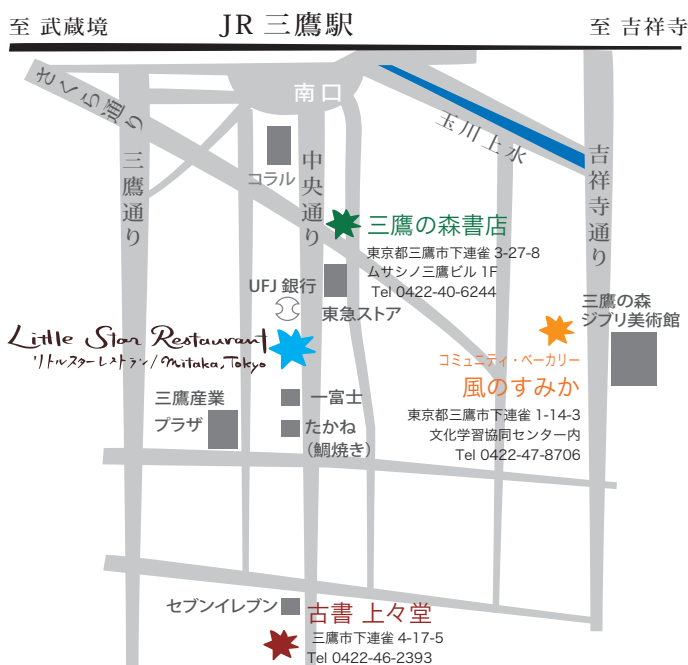 至 武蔵境
JR 三鷹駅
至 吉祥寺
さくら通り
南口
玉川上水
三鷹通り
中央通り
吉祥寺通り
コラル
三鷹の森書店
東京都三鷹市下連雀 3-27-8
ムサシノ三鷹ビル 1F
Tel 0422-40-6244
UFJ 銀行
東急ストア
三鷹の森
ジブリ美術館
Little Star Restaurant
リトルスターレストラン/Mitaka,Tokyo
コミュニティ・ベーカリー
風のすみか
東京都三鷹市下連雀 1-14-3
文化学習協同センター内
Tel 0422-47-8706
三鷹産業
プラザ
一富士
たかね
(鯛焼き)
セブンイレブン
古書 上々堂
三鷹市下連雀 4-17-5
Tel 0422-46-2393